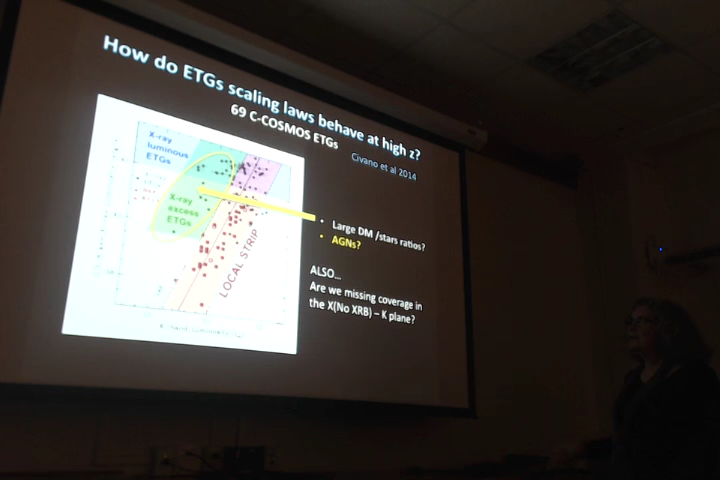 How do ETGs scaling laws behave at high z?
69 C-COSMOS ETGs
Civano et al 2014
X-ray
luminous
ETGs
X-ray
excess
ETGs
LOCAL STRIP
• Large DM /stars ratios?
• AGNs?
ALSO...
Are we missing coverage in
the X(No XRB) – K plane?